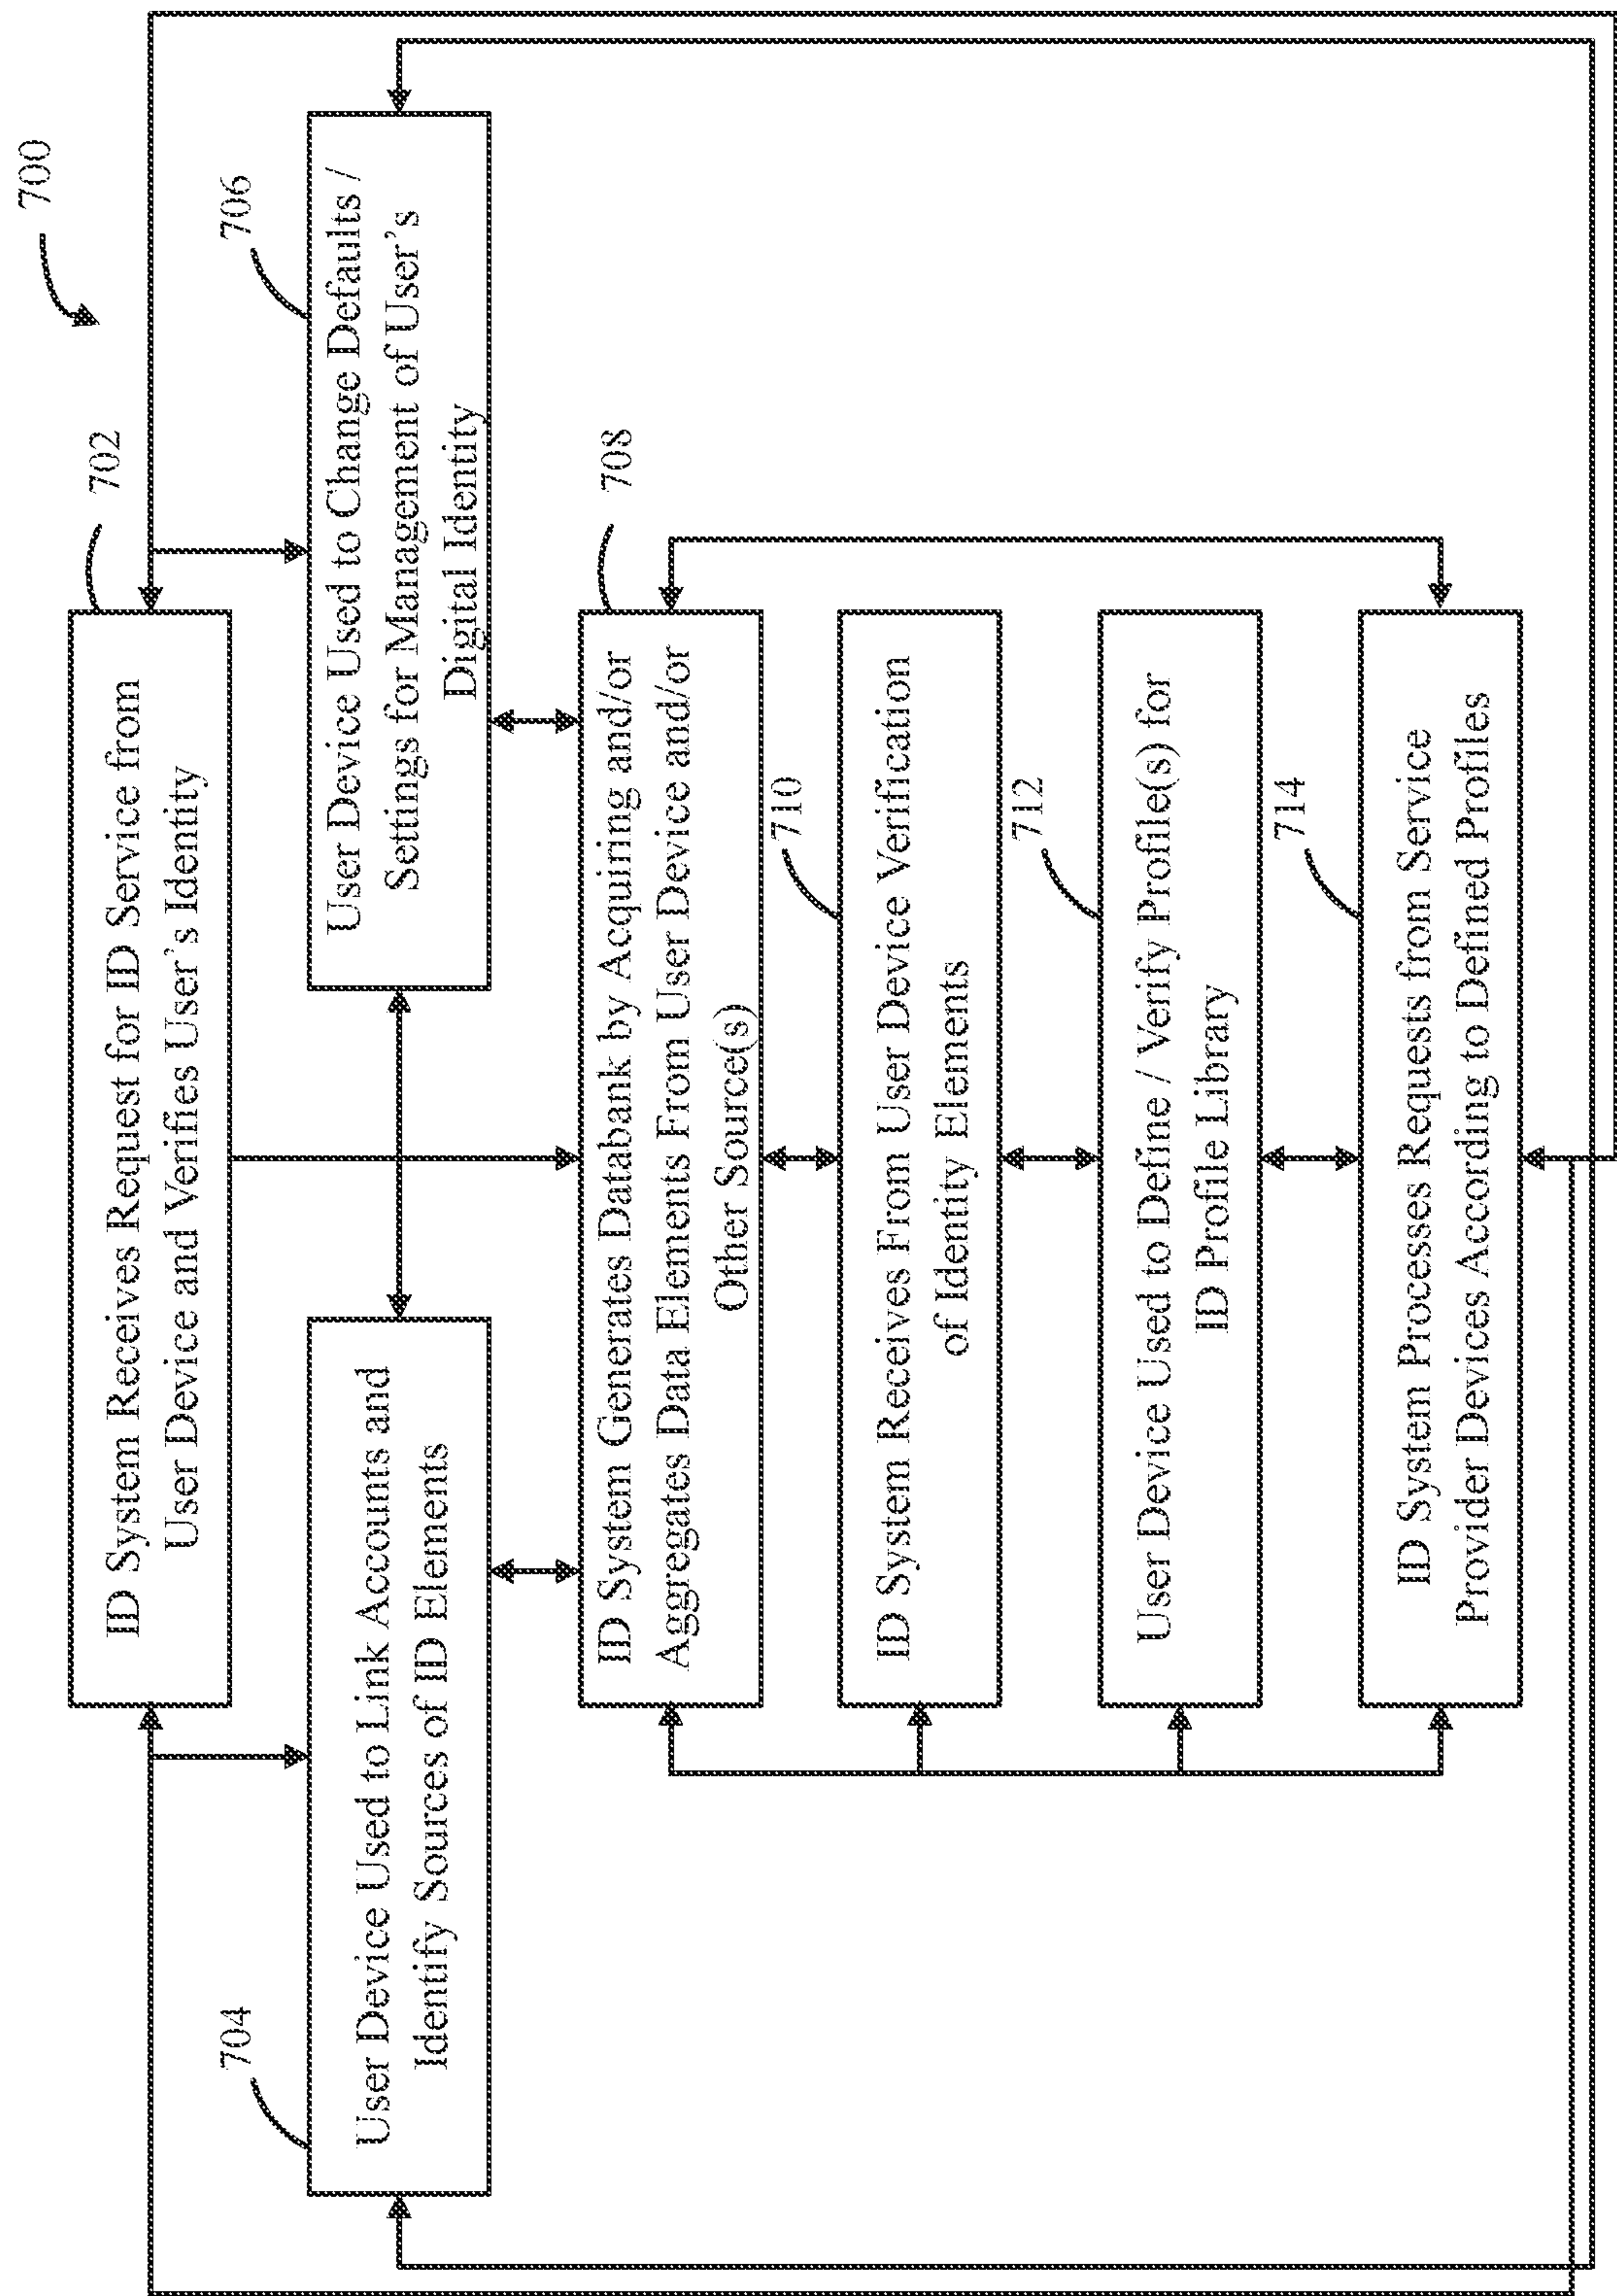 700
702
ID System Receives Request for ID Service from
User Device and Verifies User's Identity
704
User Device Used to Link Accounts and
Identify Sources of ID Elements
706
User Device Used to Change Defaults /
Settings for Management of User's
Digital Identity
708
ID System Generates Databank by Acquiring and/or
Aggregates Data Elements From User Device and/or
Other Source(s)
710
ID System Receives From User Device Verification
of Identity Elements
712
User Device Used to Define / Verify Profile(s) for
ID Profile Library
714
ID System Processes Requests from Service
Provider Devices According to Defined Profiles